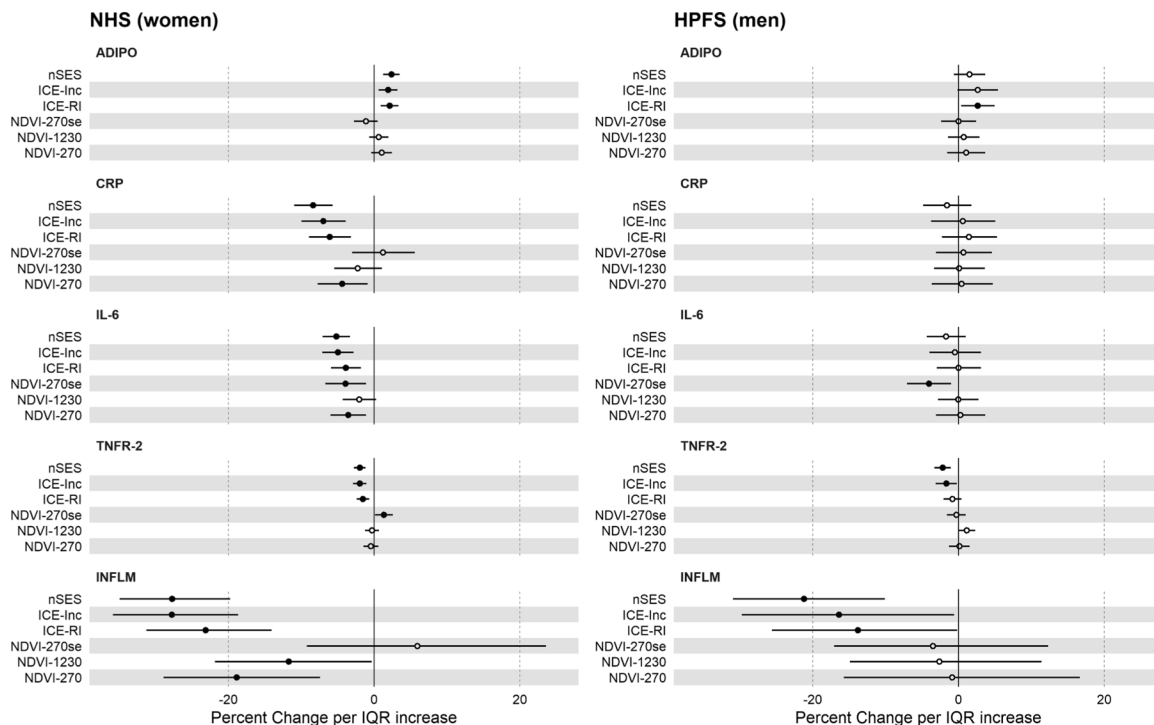 NHS (women)
ADIPO
nSES
ICE-Inc
ICE-RI
NDVI-270se
NDVI-1230
NDVI-270
CRP
nSES
ICE-Inc
ICE-RI
NDVI-270se
NDVI-1230
NDVI-270
IL-6
nSES
ICE-Inc
ICE-RI
NDVI-270se
NDVI-1230
NDVI-270
TNFR-2
nSES
ICE-Inc
ICE-RI
NDVI-270se
NDVI-1230
NDVI-270
INFLM
nSES
ICE-Inc
ICE-RI
NDVI-270se
NDVI-1230
NDVI-270
-20 0 20
Percent Change per IQR increase
HPFS (men)
ADIPO
nSES
ICE-Inc
ICE-RI
NDVI-270se
NDVI-1230
NDVI-270
CRP
nSES
ICE-Inc
ICE-RI
NDVI-270se
NDVI-1230
NDVI-270
IL-6
nSES
ICE-Inc
ICE-RI
NDVI-270se
NDVI-1230
NDVI-270
TNFR-2
nSES
ICE-Inc
ICE-RI
NDVI-270se
NDVI-1230
NDVI-270
INFLM
nSES
ICE-Inc
ICE-RI
NDVI-270se
NDVI-1230
NDVI-270
-20 0 20
Percent Change per IQR increase